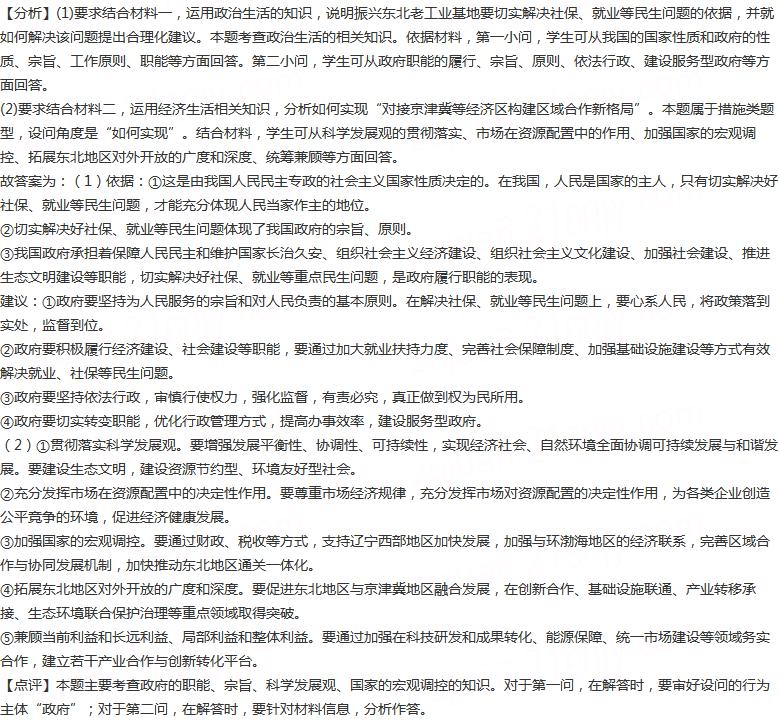 【分析】(1)要求结合材料一，运用政治生活的知识，说明振兴东北老工业基地要切实解决社保、就业等民生问题的依据，并就
如何解决该问题提出合理化建议。本题考查政治生活的相关知识。依据材料，第一小问，学生可从我国的国家性质和政府的性
质、宗旨、工作原则、职能等方面回答。第二小问，学生可从政府职能的履行、宗旨、原则、依法行政、建设服务型政府等方
面回答。
(2)要求结合材料二，运用经济生活相关知识，分析如何实现“对接京津冀等经济区构建区域合作新格局”。本题属于措施类题
型，设问角度是“如何实现”。结合材料，学生可从科学发展观的贯彻落实、市场在资源配置中的作用、加强国家的宏观调
控、拓展东北地区对外开放的广度和深度、统筹兼顾等方面回答。
故答案为：（1）依据：①这是由我国人民民主专政的社会主义国家性质决定的。在我国，人民是国家的主人，只有切实解决好
社保、就业等民生问题，才能充分体现人民当家作主的地位。
②切实解决好社保、就业等民生问题体现了我国政府的宗旨、原则。
③我国政府承担着保障人民民主和维护国家长治久安、组织社会主义经济建设、组织社会主义文化建设、加强社会建设、推进
生态文明建设等职能，切实解决好社保、就业等重点民生问题，是政府履行职能的表现。
建议：①政府要坚持为人民服务的宗旨和对人民负责的基本原则。在解决社保、就业等民生问题上，要心系人民，将政策落到
实处，监督到位。
②政府要积极履行经济建设、社会建设等职能，要通过加大就业扶持力度、完善社会保障制度、加强基础设施建设等方式有效
解决就业、社保等民生问题。
③政府要坚持依法行政，审慎行使权力，强化监督，有责必究，真正做到权为民所用。
④政府要切实转变职能，优化行政管理方式，提高办事效率，建设服务型政府。
（2）①贯彻落实科学发展观。要增强发展平衡性、协调性、可持续性，实现经济社会、自然环境全面协调可持续发展与和谐发
展。要建设生态文明，建设资源节约型、环境友好型社会。
②充分发挥市场在资源配置中的决定性作用。要尊重市场经济规律，充分发挥市场对资源配置的决定性作用，为各类企业创造
公平竞争的环境，促进经济健康发展。
③加强国家的宏观调控。要通过财政、税收等方式，支持辽宁西部地区加快发展，加强与环渤海地区的经济联系，完善区域合
作与协同发展机制，加快推动东北地区通关一体化。
④拓展东北地区对外开放的广度和深度。要促进东北地区与京津冀地区融合发展，在创新合作、基础设施联通、产业转移承
接、生态环境联合保护治理等重点领域取得突破。
⑤兼顾当前利益和长远利益、局部利益和整体利益。要通过加强在科技研发和成果转化、能源保障、统一市场建设等领域务实
合作，建立若干产业合作与创新转化平台。
【点评】本题主要考查政府的职能、宗旨、科学发展观、国家的宏观调控的知识。对于第一问，在解答时，要审好设问的行为
主体“政府”；对于第二问，在解答时，要针对材料信息，分析作答。